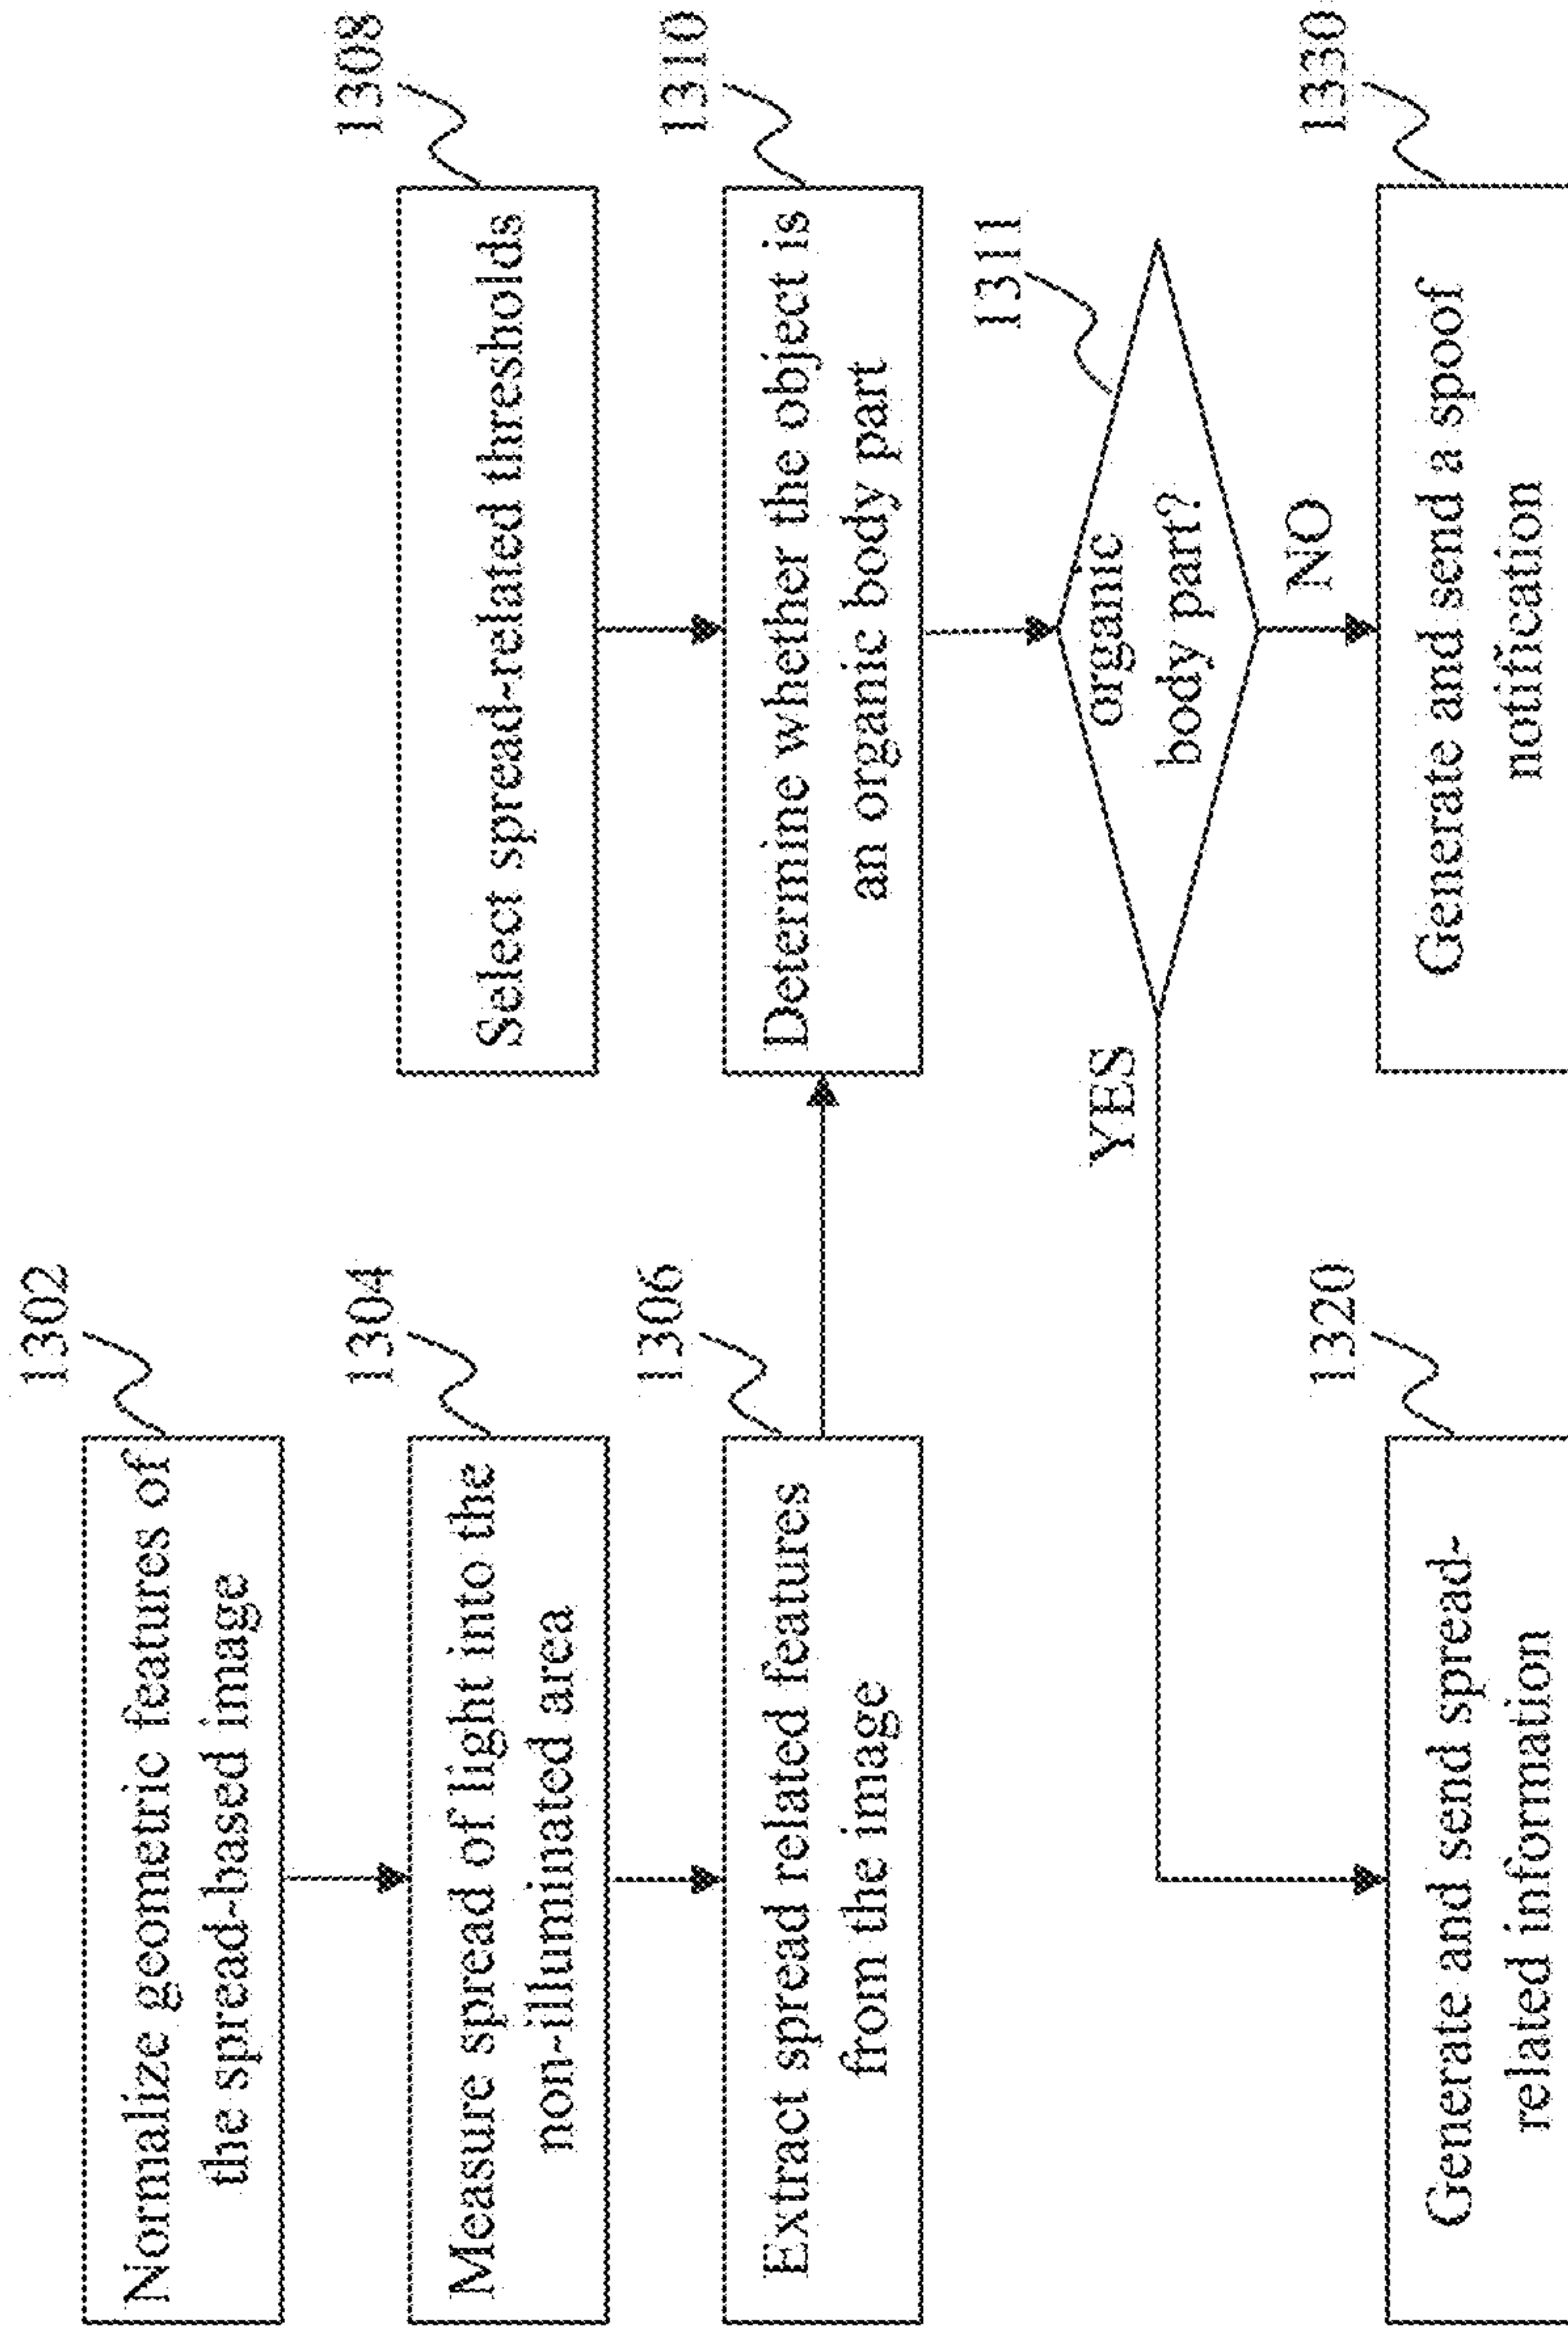 1302
Normalize geometric features of
the spread-based image
1304
Measure spread of light into the
non-illuminated area
1306
Extract spread related features
from the image
1308
Select spread-related thresholds
1310
Determine whether the object is
an organic body part
1311
organic
body part?
YES
NO
1320
Generate and send spread-
related information
1330
Generate and send a spoof
notification